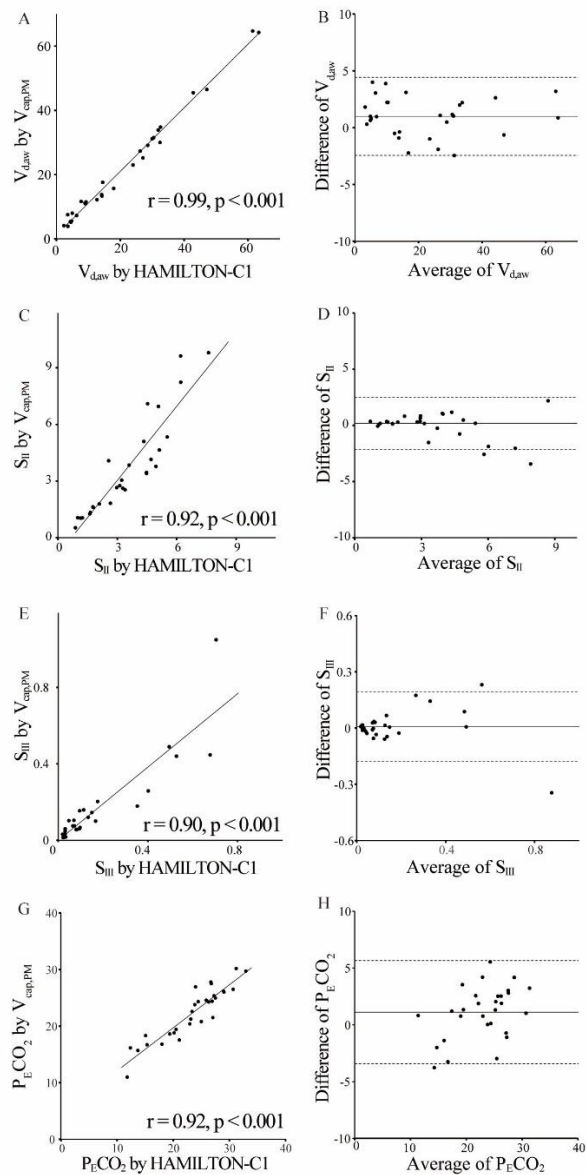 A
V_d,aw by V_cap,PM
60
40
20
0
0 20 40 60
r = 0.99, p < 0.001
V_d,aw by HAMILTON-C1
B
Difference of V_d,aw
10
5
0
-5
-10
0 20 40 60
Average of V_d,aw
C
S_II by V_cap,PM
9
6
3
0
0 3 6 9
r = 0.92, p < 0.001
S_II by HAMILTON-C1
D
Difference of S_II
10
5
0
-5
-10
0 3 6 9
Average of S_II
E
S_III by V_cap,PM
0.8
0.4
0
0 0.4 0.8
r = 0.90, p < 0.001
S_III by HAMILTON-C1
F
Difference of S_III
0.6
0.3
0
-0.3
-0.6
0 0.4 0.8
Average of S_III
G
P_ECO_2 by V_cap,PM
40
30
20
10
0
0 10 20 30 40
r = 0.92, p < 0.001
P_ECO_2 by HAMILTON-C1
H
Difference of P_ECO_2
10
5
0
-5
-10
0 10 20 30 40
Average of P_ECO_2